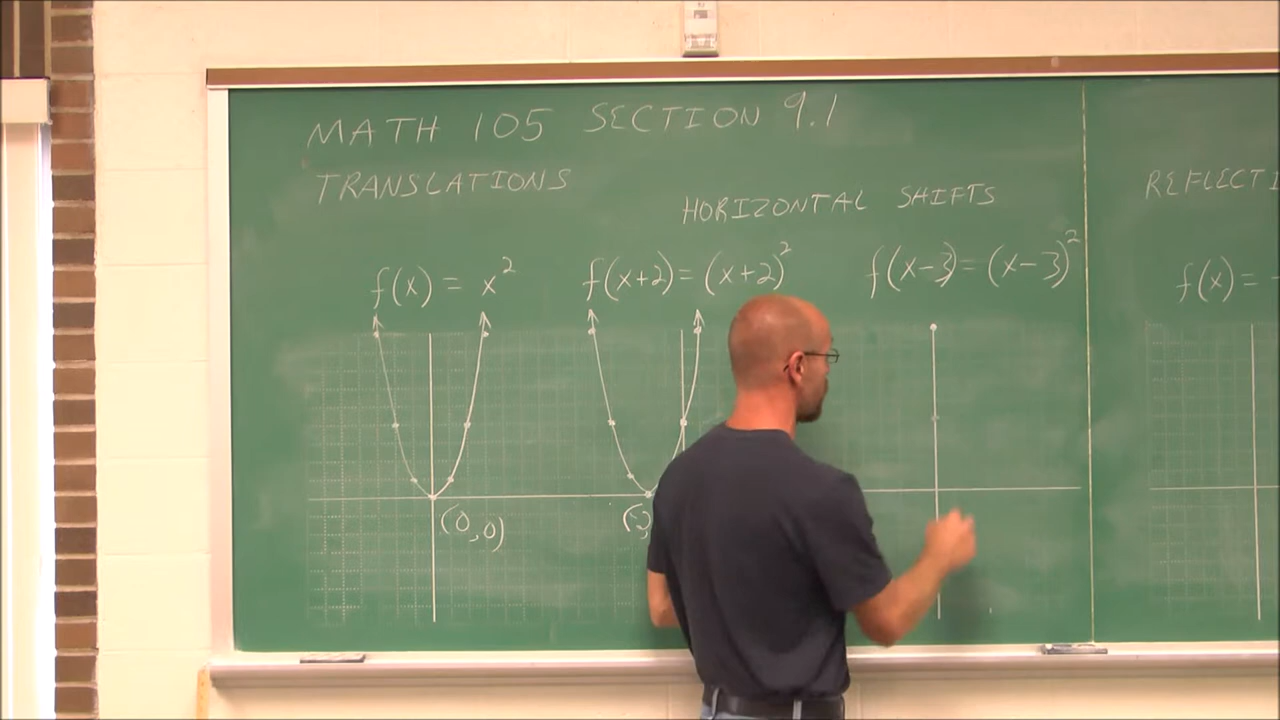 MATH 105 SECTION 9.1
TRANSLATIONS
HORIZONTAL SHIFTS
f(x) = x²
f(x+2) = (x+2)²
f(x-3) = (x-3)²
(0,0)
REFLECTI
f(x) = -